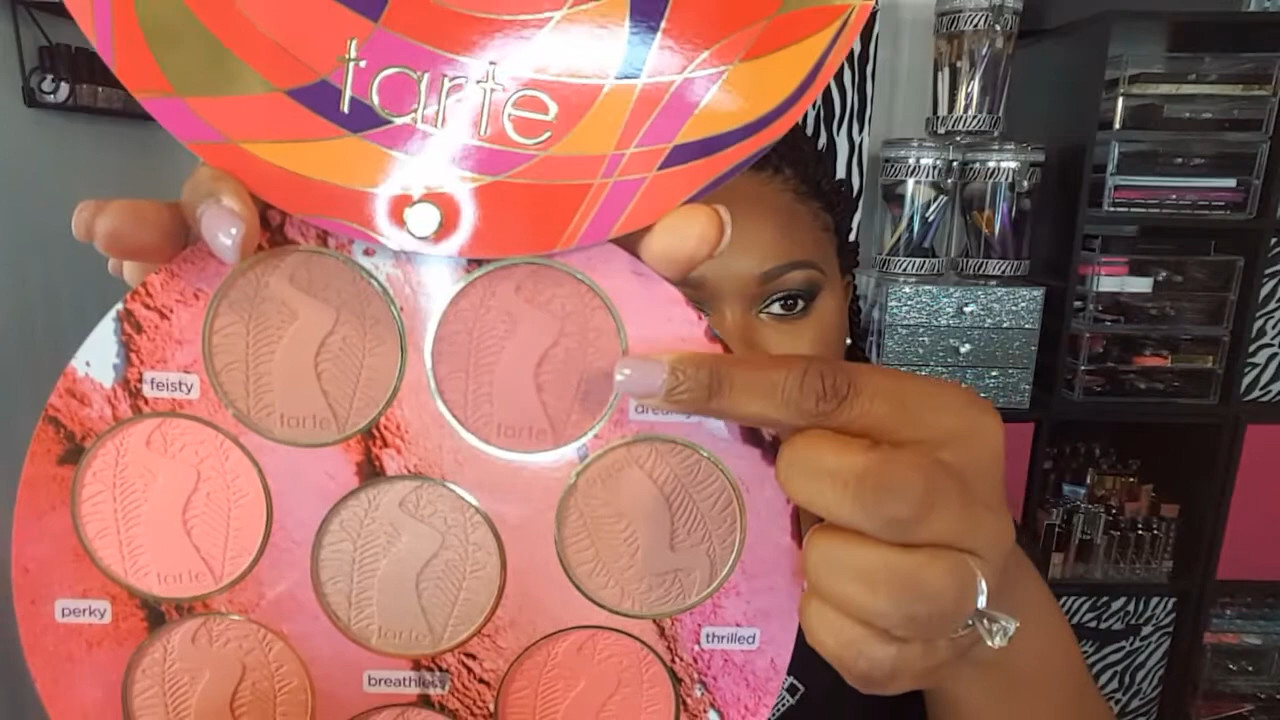 tarte
feisty
tarte
tarte
perky
tarte
tarte
thrilled
breathless